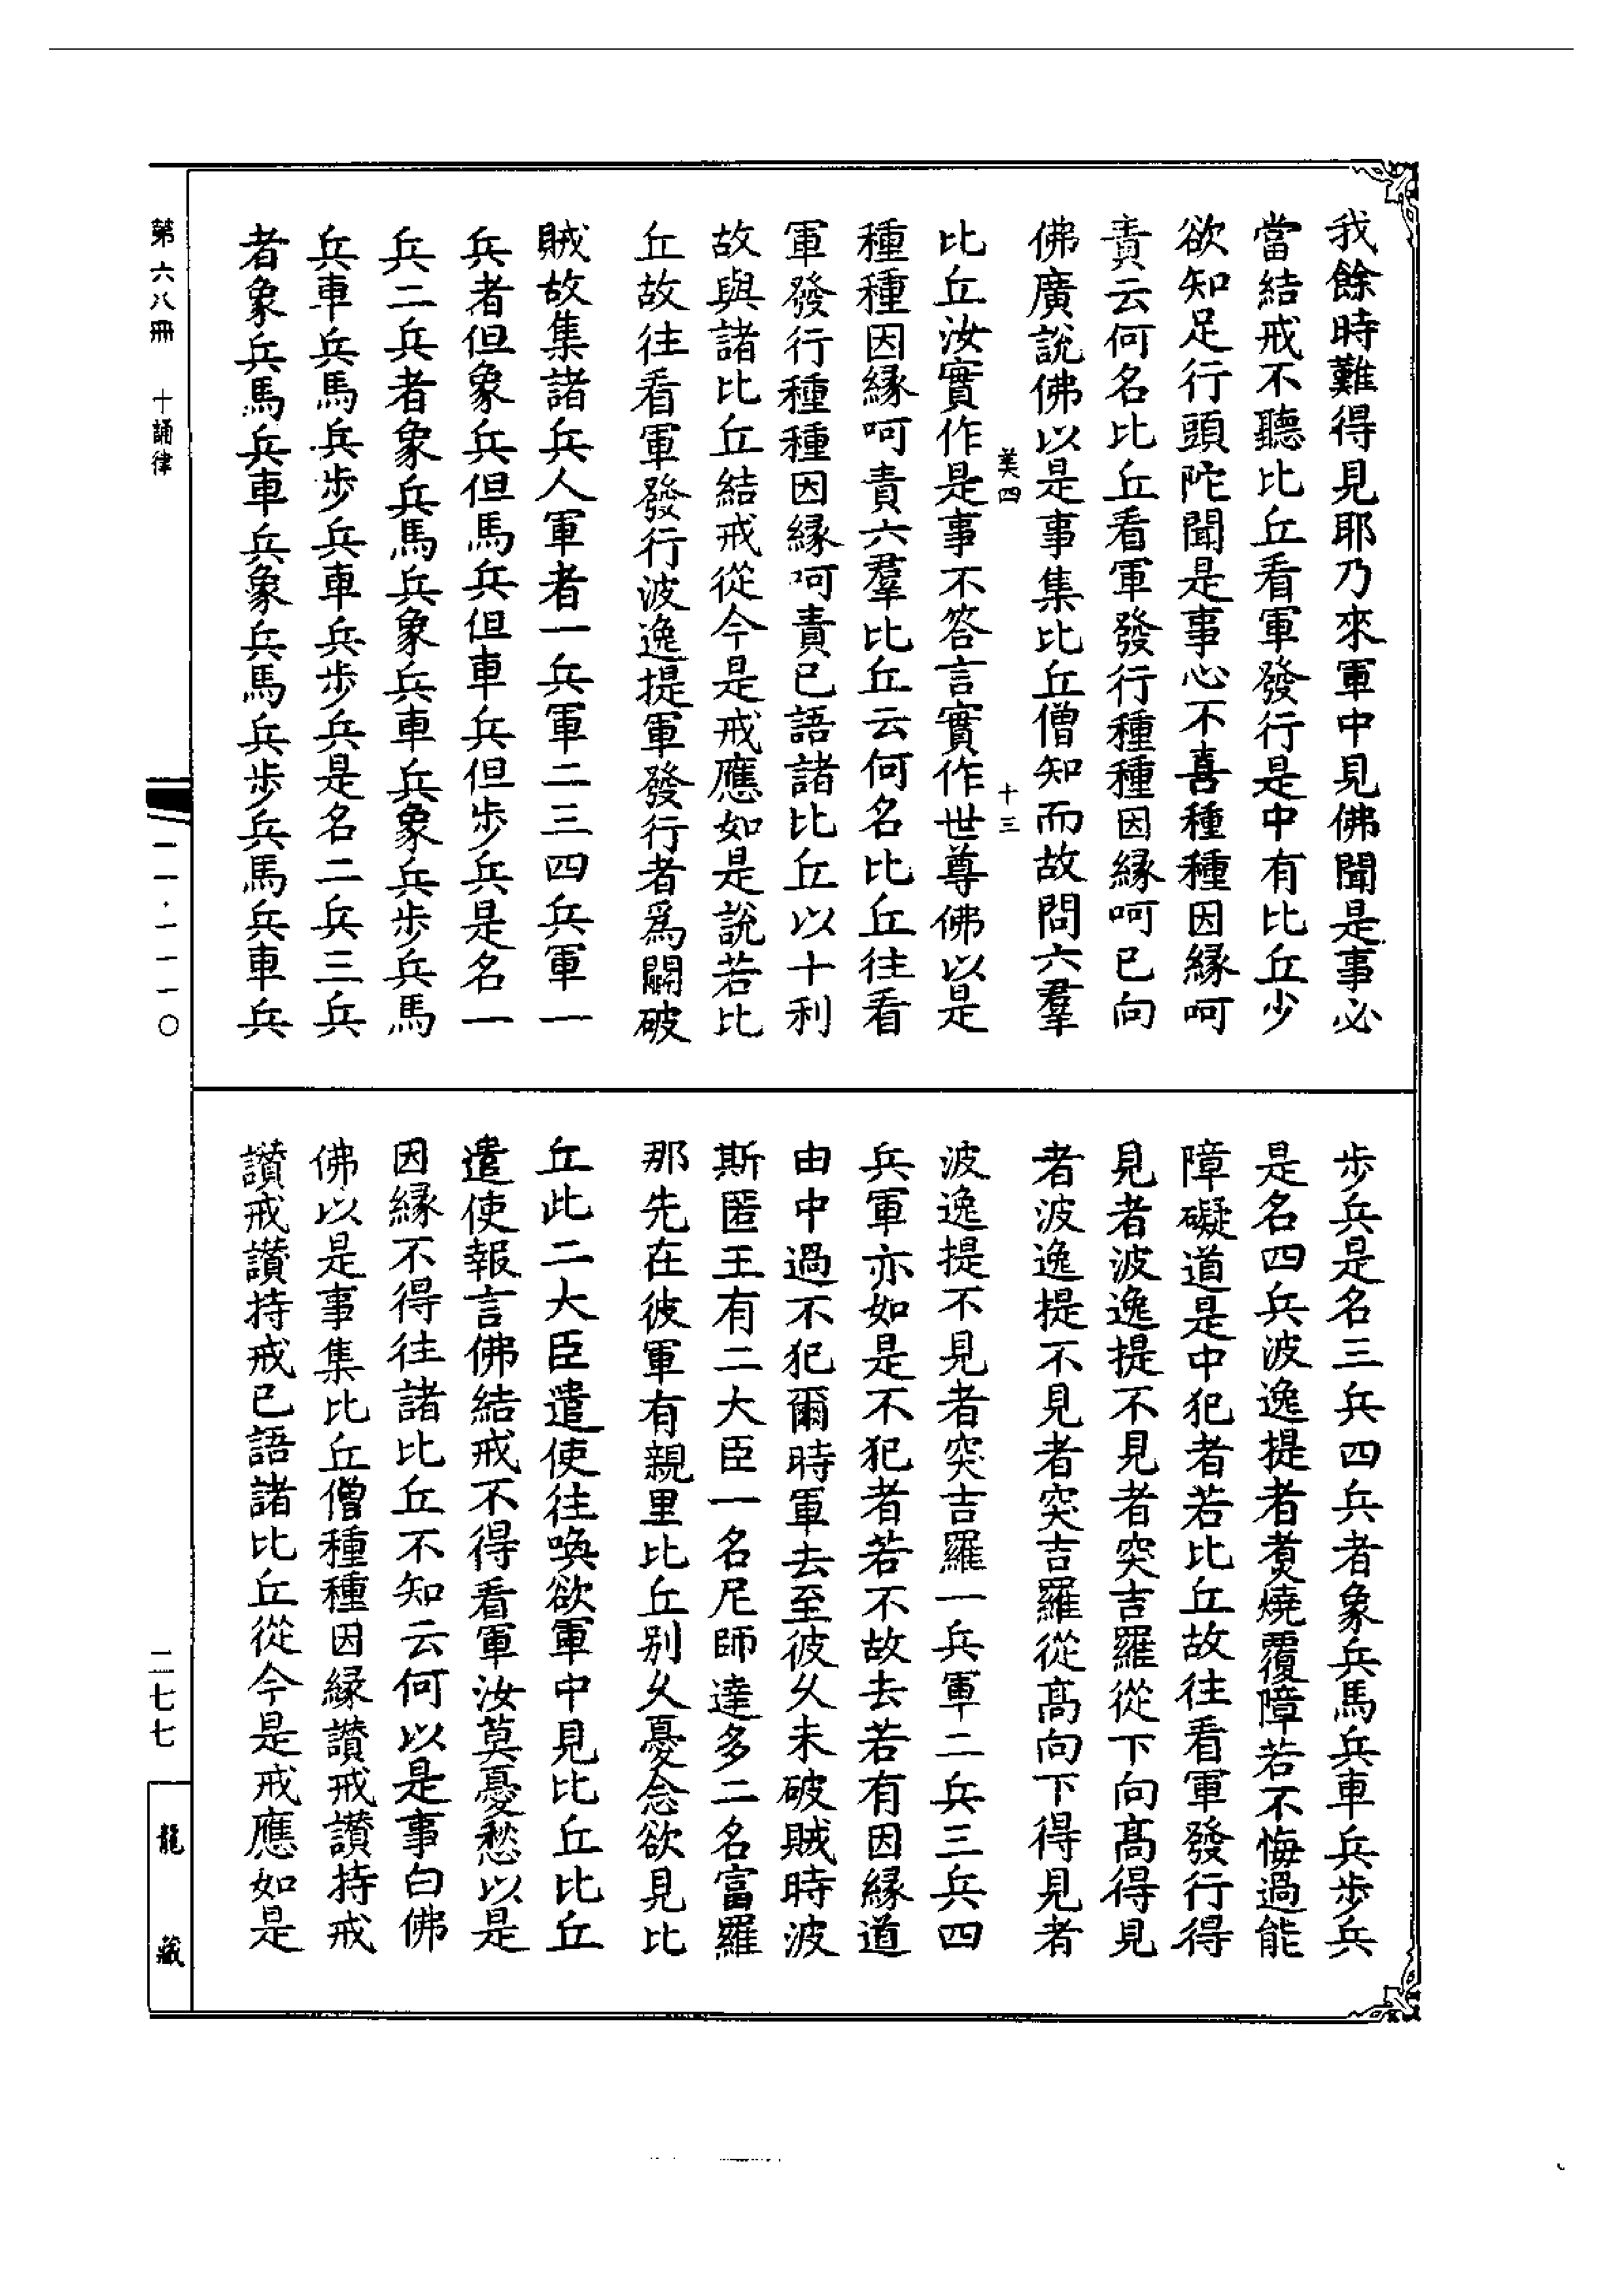 我餘時難得見耶乃來軍中見佛聞是事必
當結戒不聽比丘看軍發行是中有比丘少
欲知足行頭陀聞是事心不喜種種因緣呵
責云何名比丘看軍發行種種因緣呵已向
佛廣說佛以是事集比丘僧知而故問六羣
美四 十三
比丘汝實作是事不答言實作世尊佛以是
種種因緣呵責六羣比丘云何名比丘往看
軍發行種種因緣呵責已語諸比丘以十利
故與諸比丘結戒從今是戒應如是說若比
丘故往看軍發行波逸提軍發行者爲鬬破
賊故集諸兵人軍者一兵軍二三四兵軍一
兵者但象兵但馬兵但車兵但步兵是名一
兵二兵者象兵馬兵象兵車兵象兵步兵馬
兵車兵馬兵步兵車兵步兵是名二兵三兵
者象兵馬兵車兵象兵馬兵步兵馬兵車兵
步兵是名三兵四兵者象兵馬兵車兵步兵
是名四兵波逸提者煑燒覆障若不悔過能
障礙道是中犯者若比丘故往看軍發行得
見者波逸提不見者突吉羅從下向髙得見
者波逸提不見者突吉羅從髙向下得見者
波逸提不見者突吉羅一兵軍二兵三兵四
兵軍亦如是不犯者若不故去若有因緣道
由中過不犯爾時軍去至彼久未破賊時波
斯匿王有二大臣一名尼師達多二名富羅
那先在彼軍有親里比丘別久憂念欲見比
丘此二大臣遣使往喚欲軍中見比丘比丘
遣使報言佛結戒不得看軍汝莫憂愁以是
因緣不得往諸比丘不知云何以是事白佛
佛以是事集比丘僧種種因緣讚戒讚持戒
讚戒讚持戒已語諸比丘從今是戒應如是
第六八冊 十誦律
一一·一一一〇
二七七
龍藏